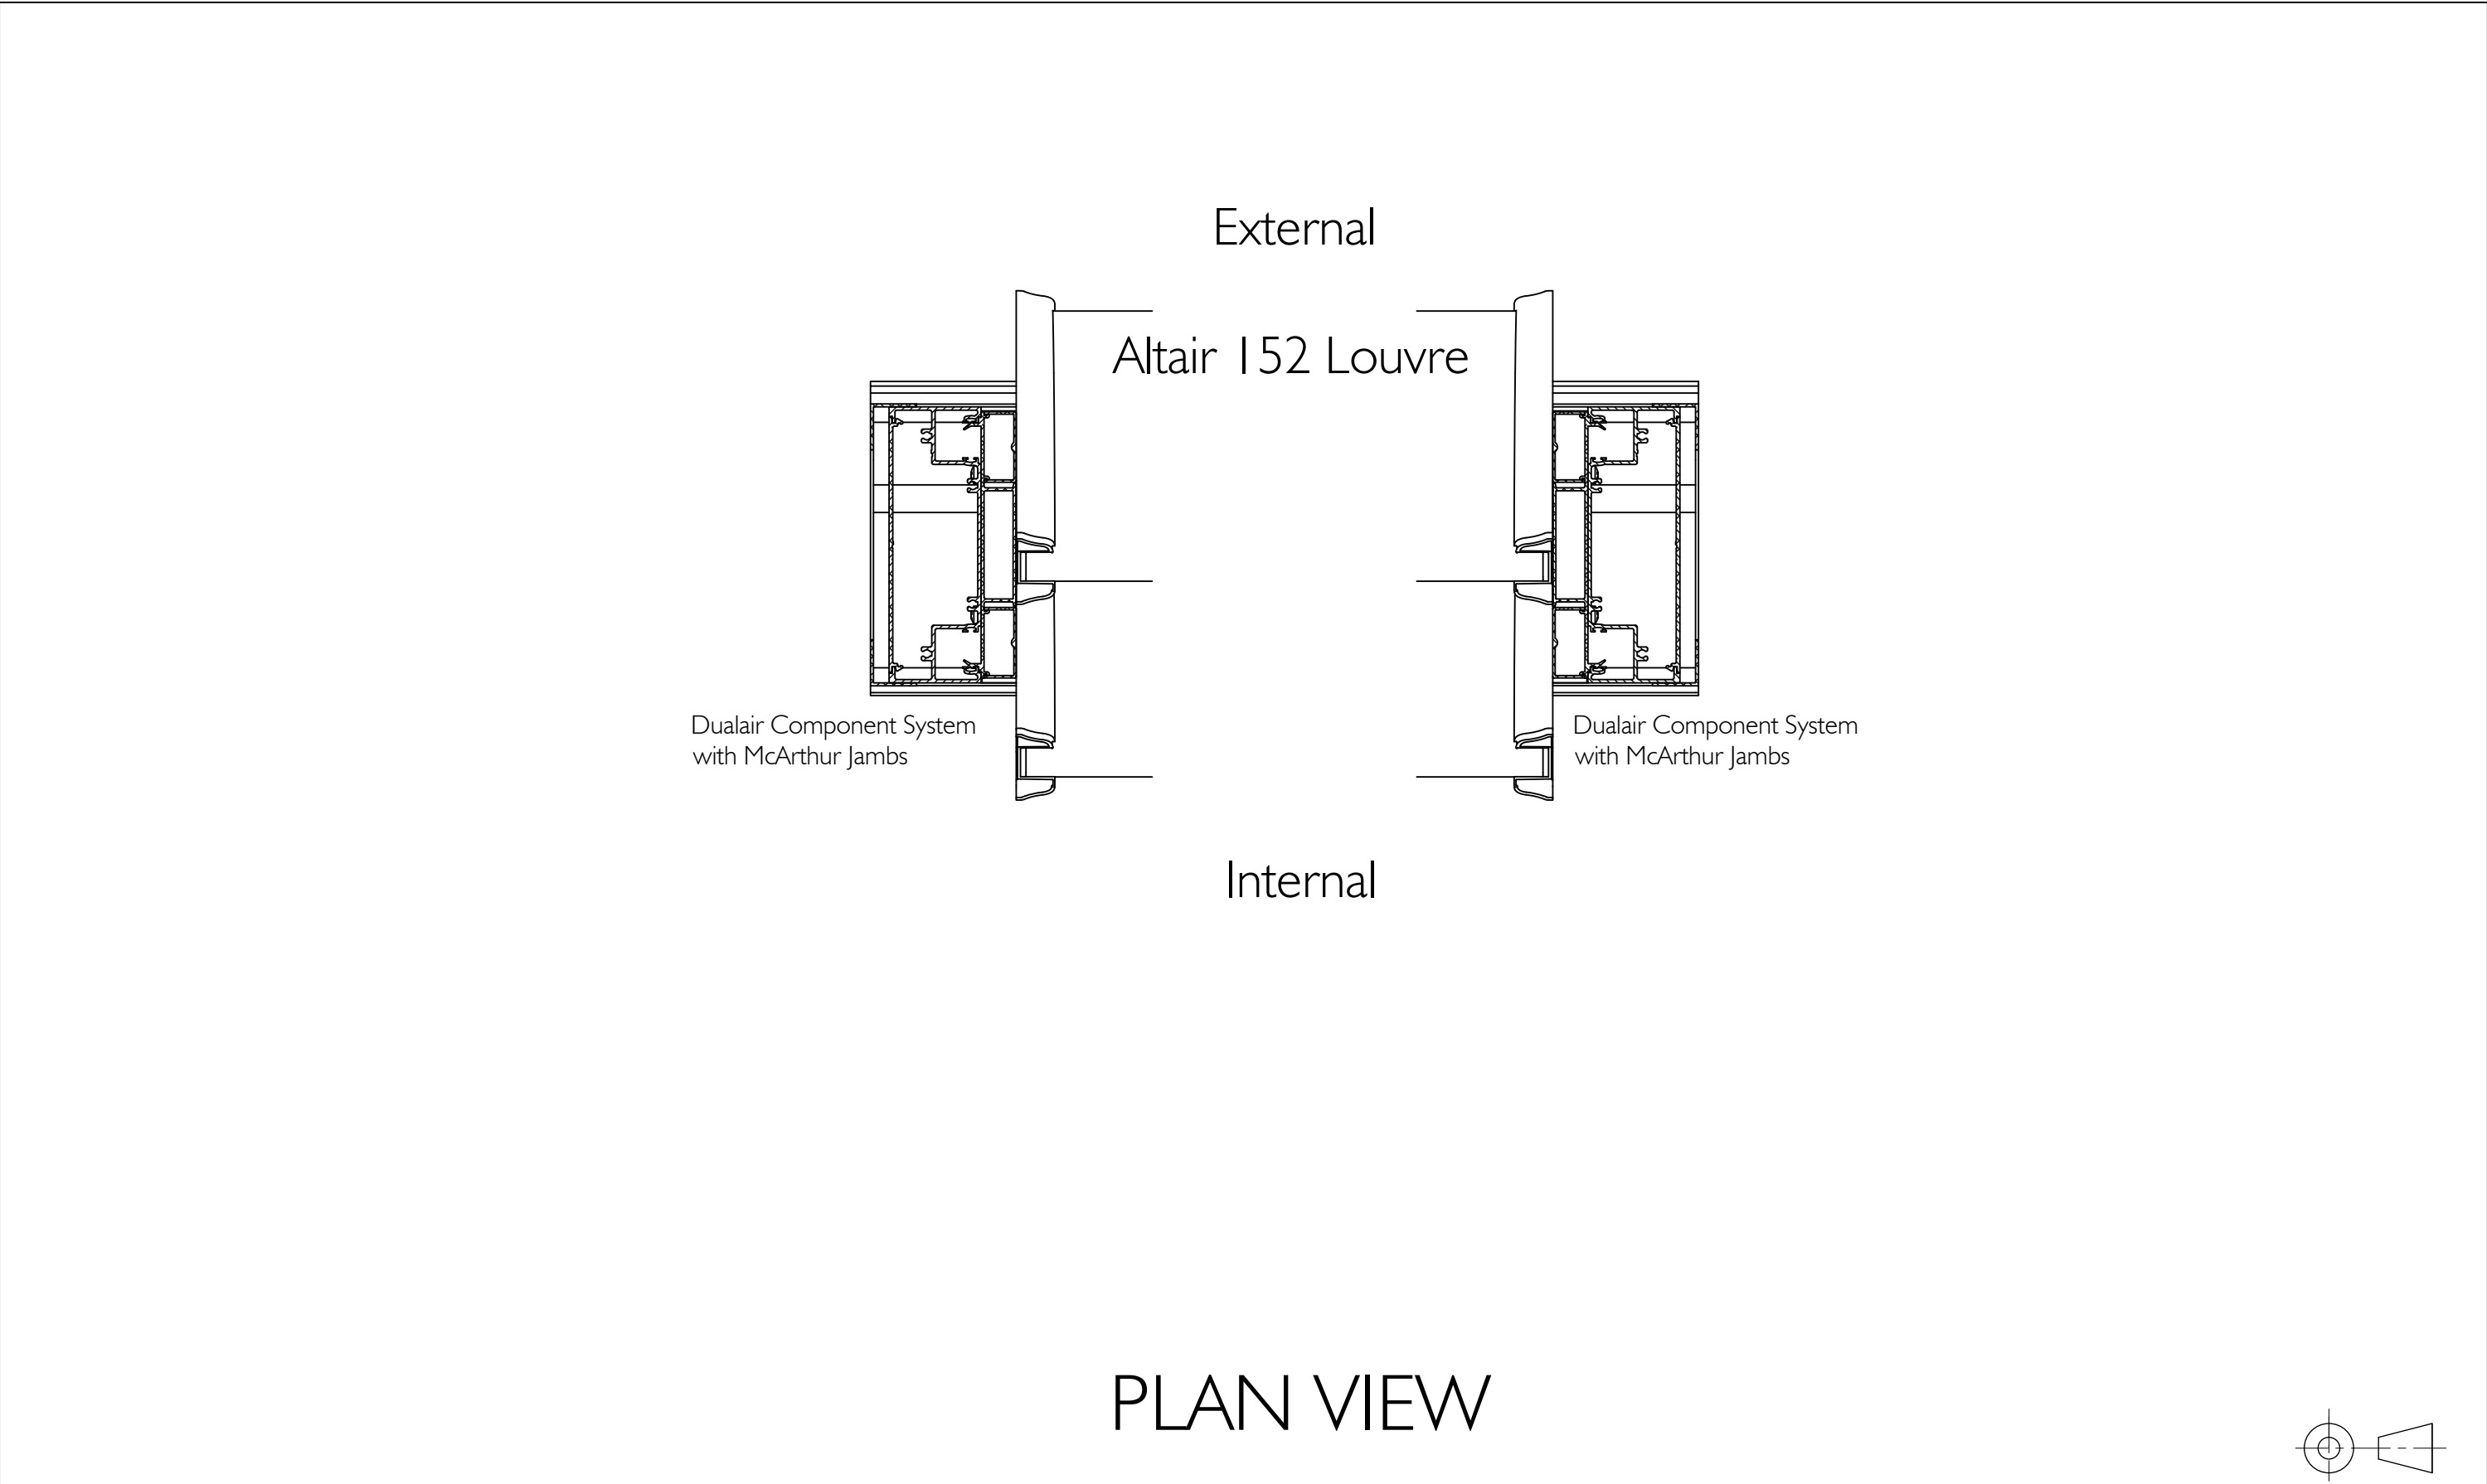 External
Altair 152 Louvre
Dualair Component System
with McArthur Jambs
Dualair Component System
with McArthur Jambs
Internal
PLAN VIEW